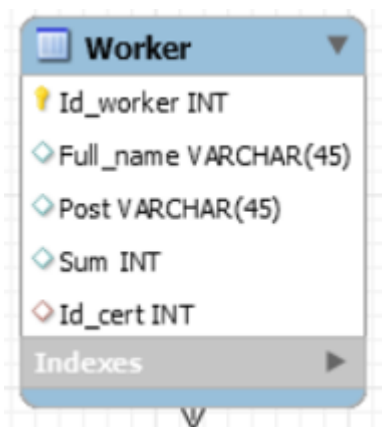 Worker
Id_worker INT
Full_name VARCHAR(45)
Post VARCHAR(45)
Sum INT
Id_cert INT
Indexes